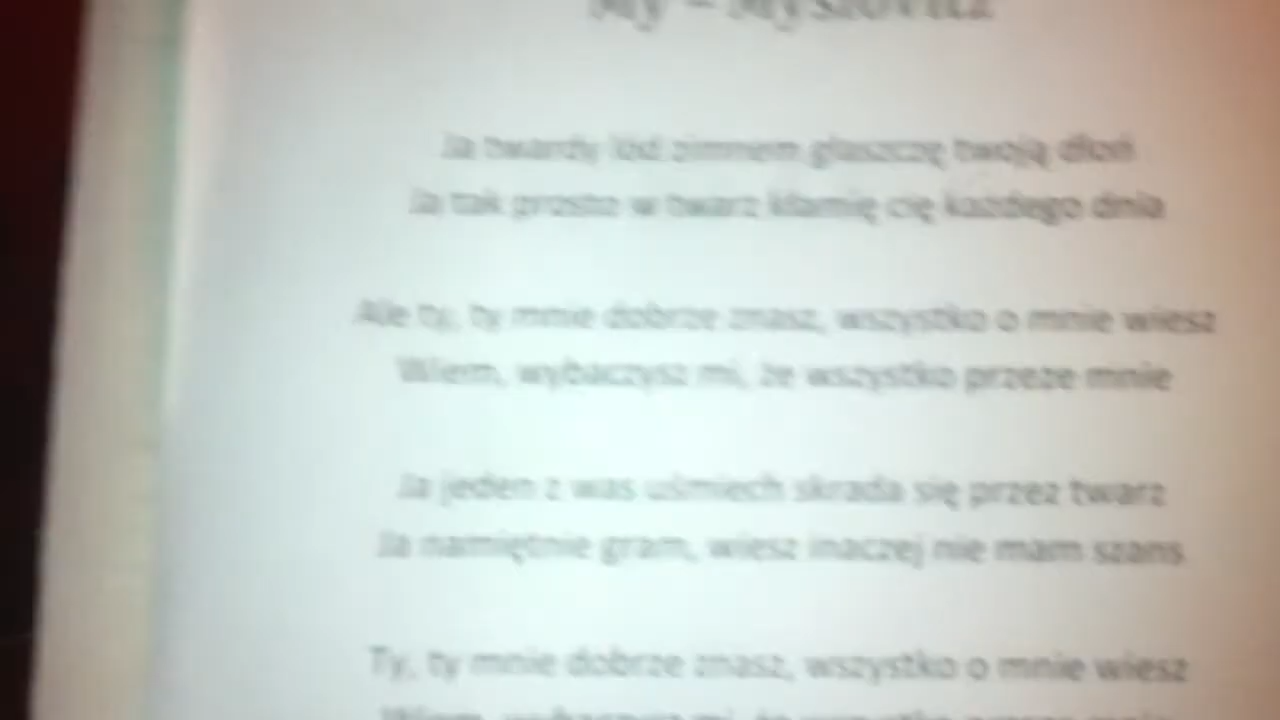 My - Myslovitz
Ja twardy lód zimnem głaszczę twoją dłoń
Ja tak prosto w twarz kłamię cię każdego dnia
Ale ty, ty mnie dobrze znasz, wszystko o mnie wiesz
Wiem, wybaczysz mi, że wszystko przeze mnie
Ja jeden z was uśmiech skrada się przez twarz
Ja namiętnie gram, wiesz inaczej nie mam szans
Ty, ty mnie dobrze znasz, wszystko o mnie wiesz